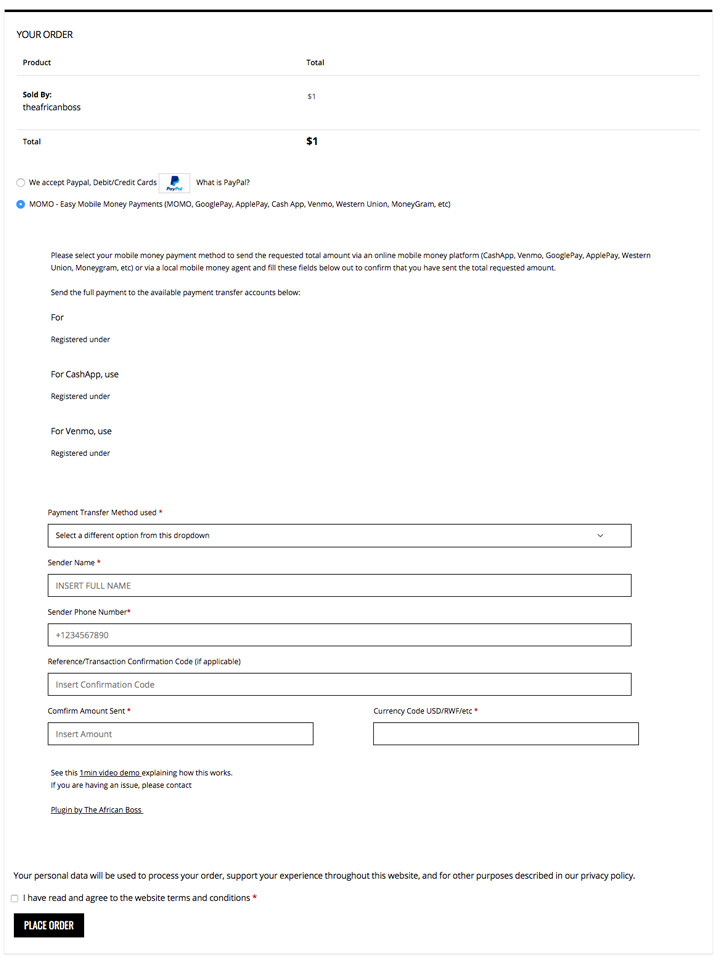 YOUR ORDER
Product Total
Sold By: $1
theafricanboss
Total $1
We accept Paypal, Debit/Credit Cards PayPal What is PayPal?
MOMO - Easy Mobile Money Payments (MOMO, GooglePay, ApplePay, Cash App, Venmo, Western Union, MoneyGram, etc)
Please select your mobile money payment method to send the requested total amount via an online mobile money platform (CashApp, Venmo, GooglePay, ApplePay, Western
Union, Moneygram, etc) or via a local mobile money agent and fill these fields below out to confirm that you have sent the total requested amount.
Send the full payment to the available payment transfer accounts below:
For
Registered under
For CashApp, use
Registered under
For Venmo, use
Registered under
Payment Transfer Method used *
Select a different option from this dropdown
Sender Name *
INSERT FULL NAME
Sender Phone Number*
+1234567890
Reference/Transaction Confirmation Code (if applicable)
Insert Confirmation Code
Comfirm Amount Sent * Currency Code USD/RWF/etc *
Insert Amount
See this 1min video demo explaining how this works.
If you are having an issue, please contact
Plugin by The African Boss
Your personal data will be used to process your order, support your experience throughout this website, and for other purposes described in our privacy policy.
I have read and agree to the website terms and conditions *
PLACE ORDER